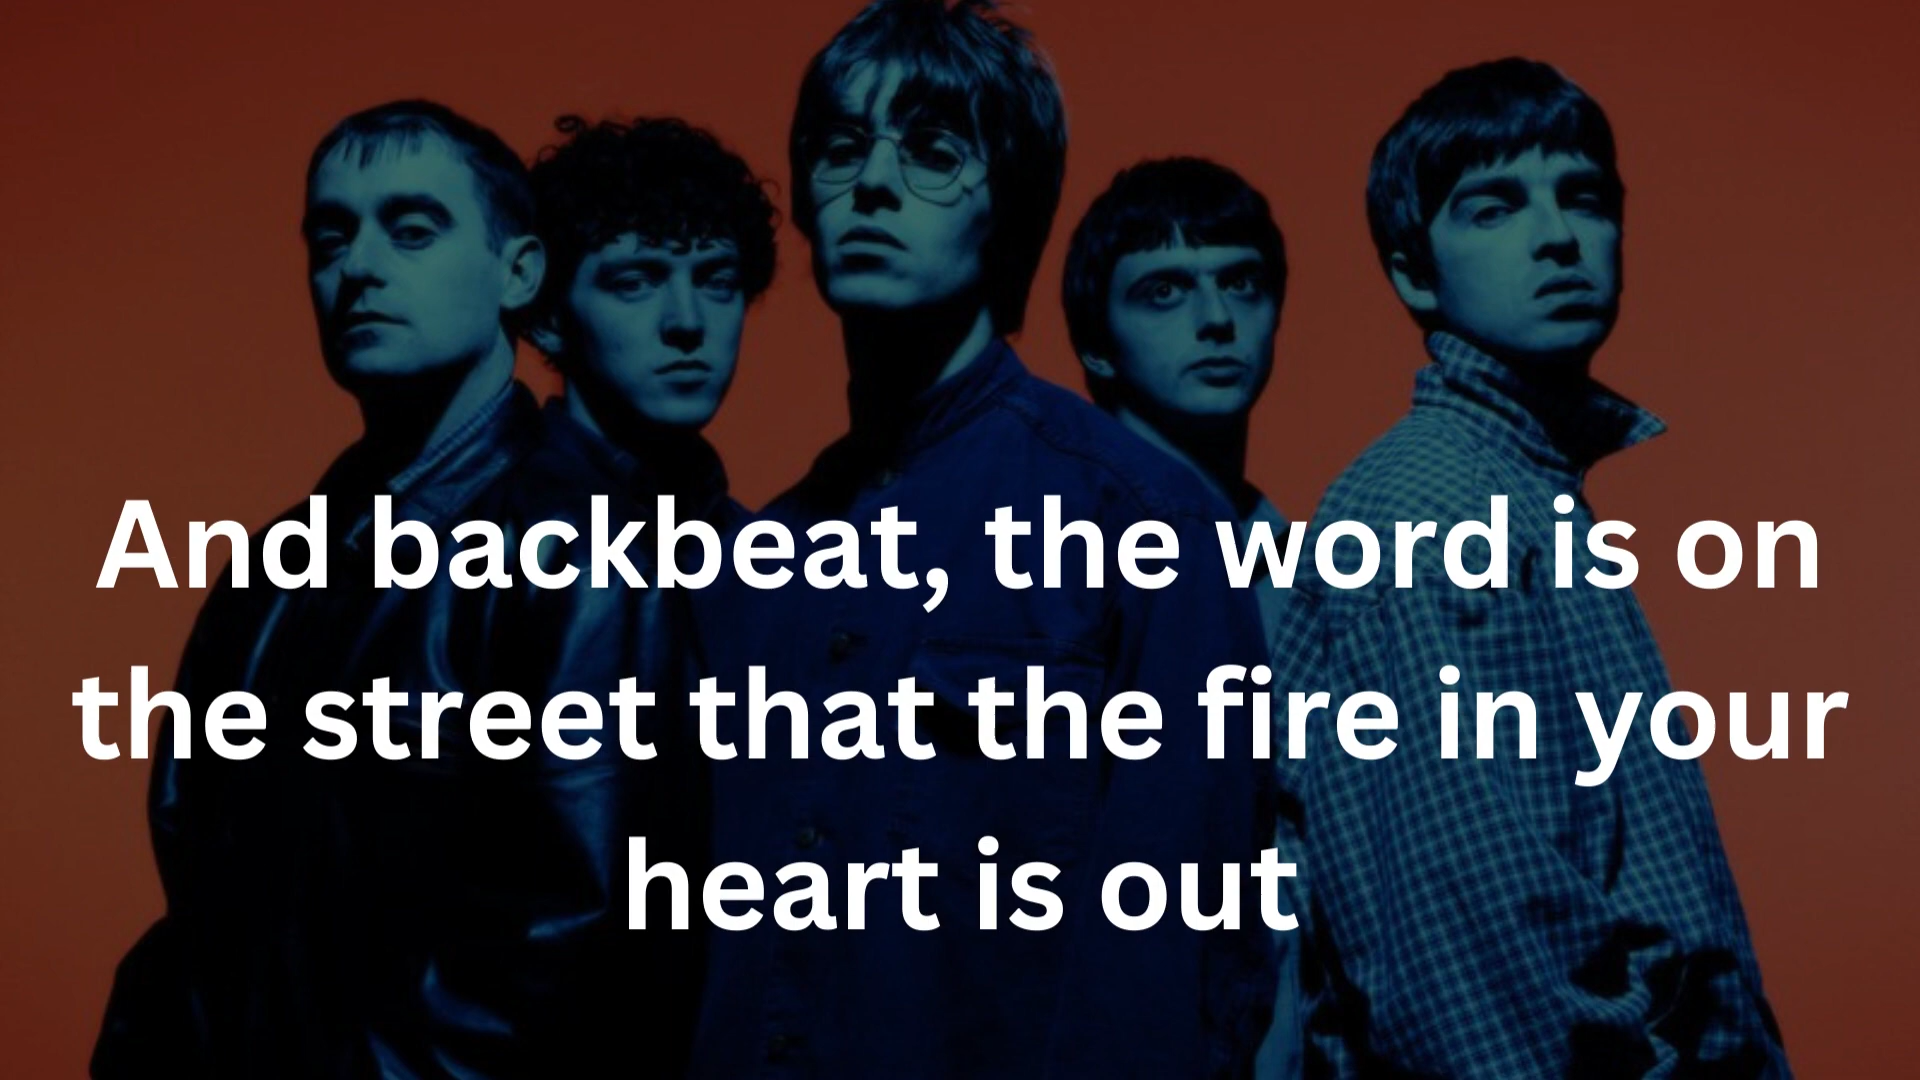 And backbeat, the word is on
the street that the fire in your
heart is out